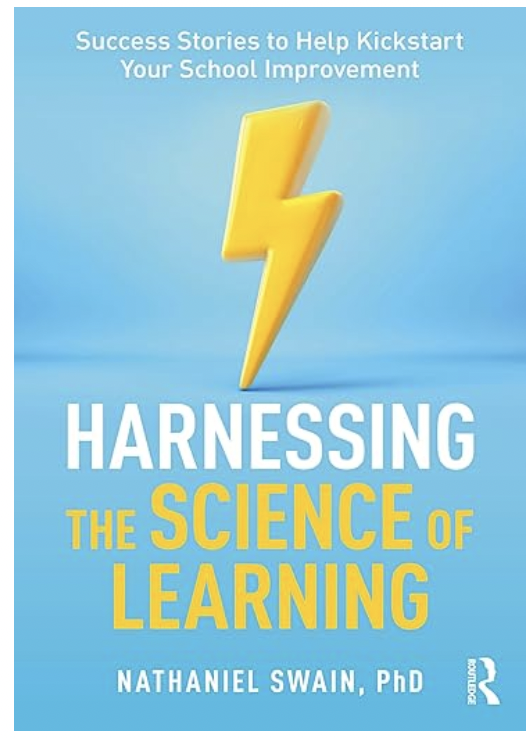 Success Stories to Help Kickstart
Your School Improvement
HARNESSING
THE SCIENCE OF
LEARNING
NATHANIEL SWAIN, PhD
ROUTLEDGE